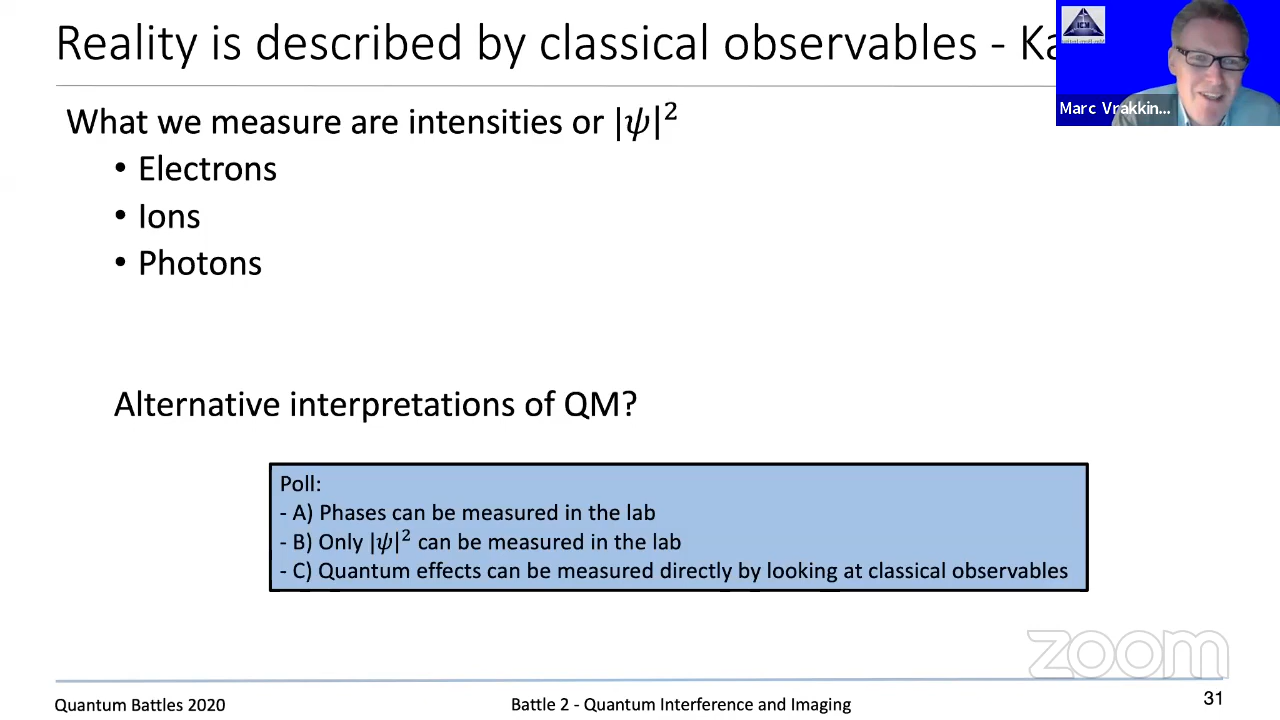 Reality is described by classical observables - Ka
What we measure are intensities or |ψ|²
• Electrons
• Ions
• Photons
Alternative interpretations of QM?
Poll:
- A) Phases can be measured in the lab
- B) Only |ψ|² can be measured in the lab
- C) Quantum effects can be measured directly by looking at classical observables
Marc Vrakkin...
zoom
Quantum Battles 2020
Battle 2 - Quantum Interference and Imaging
31